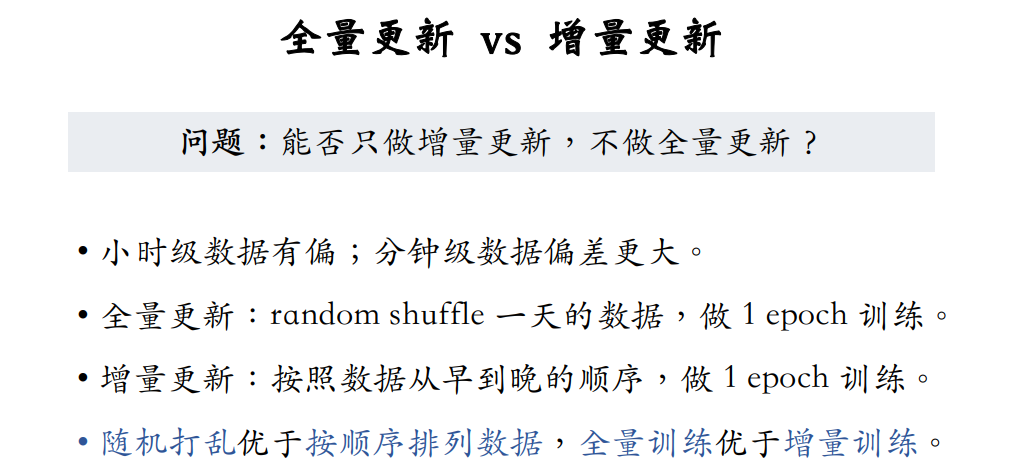 全量更新 vs 增量更新
问题：能否只做增量更新，不做全量更新？
• 小时级数据有偏；分钟级数据偏差更大。
• 全量更新：random shuffle 一天的数据，做 1 epoch 训练。
• 增量更新：按照数据从早到晚的顺序，做 1 epoch 训练。
• 随机打乱优于按顺序排列数据，全量训练优于增量训练。